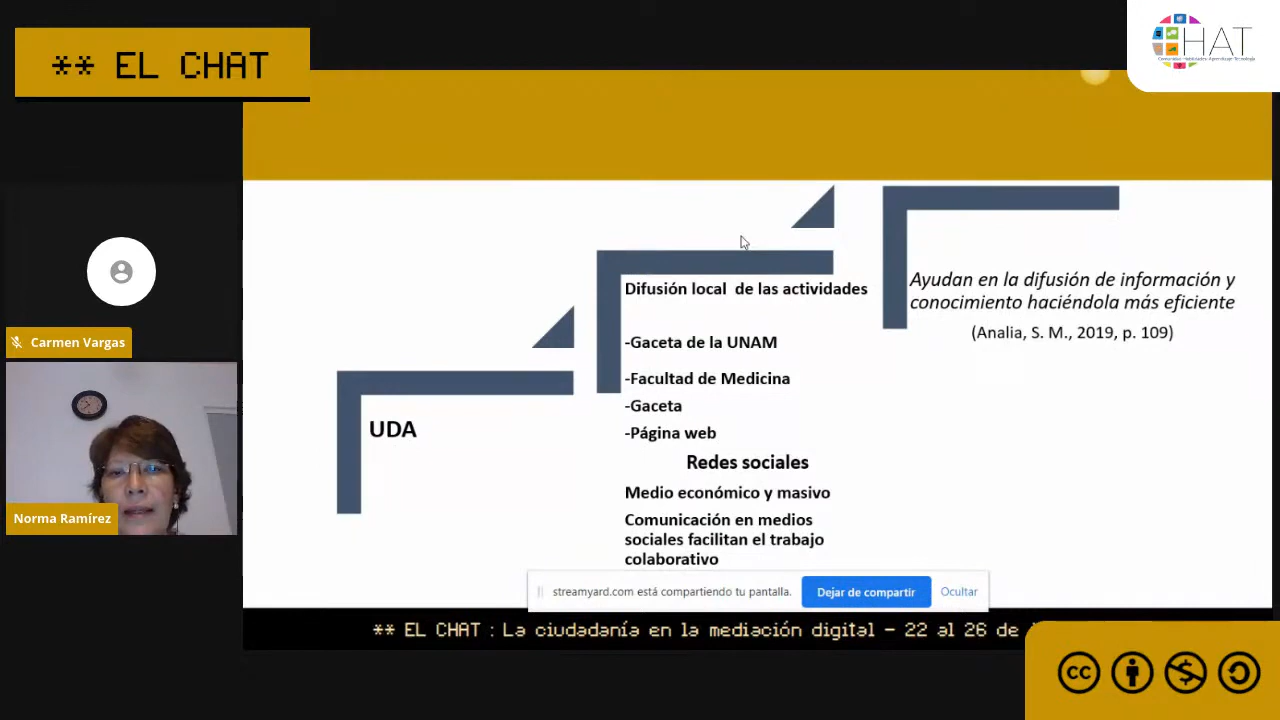 ** EL CHAT
HAT
Carmen Vargas
Norma Ramírez
UDA
Difusión local de las actividades
-Gaceta de la UNAM
-Facultad de Medicina
-Gaceta
-Página web
Redes sociales
Medio económico y masivo
Comunicación en medios
sociales facilitan el trabajo
colaborativo
Ayudan en la difusión de información y
conocimiento haciéndola más eficiente
(Analia, S. M., 2019, p. 109)
streamyard.com está compartiendo tu pantalla.
Dejar de compartir
Ocultar
** EL CHAT : La ciudadanía en la mediación digital – 22 al 26 de
cc